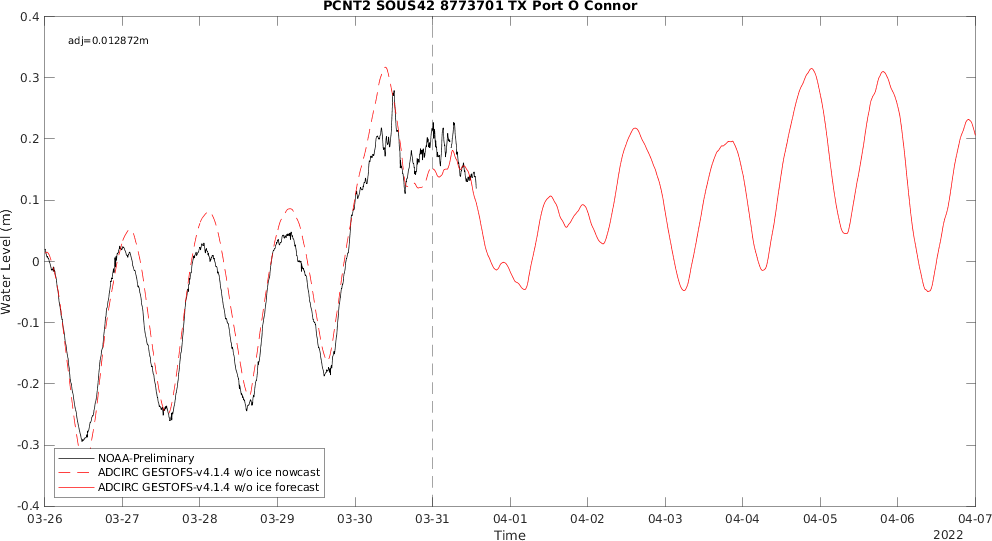 PCNT2 SOUS42 8773701 TX Port O Connor
adj=0.012872m
0.4
0.3
0.2
0.1
0
-0.1
-0.2
-0.3
-0.4
Water Level (m)
NOAA-Preliminary
ADCIRC GESTOFS-v4.1.4 w/o ice nowcast
ADCIRC GESTOFS-v4.1.4 w/o ice forecast
03-26 03-27 03-28 03-29 03-30 03-31 04-01 04-02 04-03 04-04 04-05 04-06 04-07
Time
2022